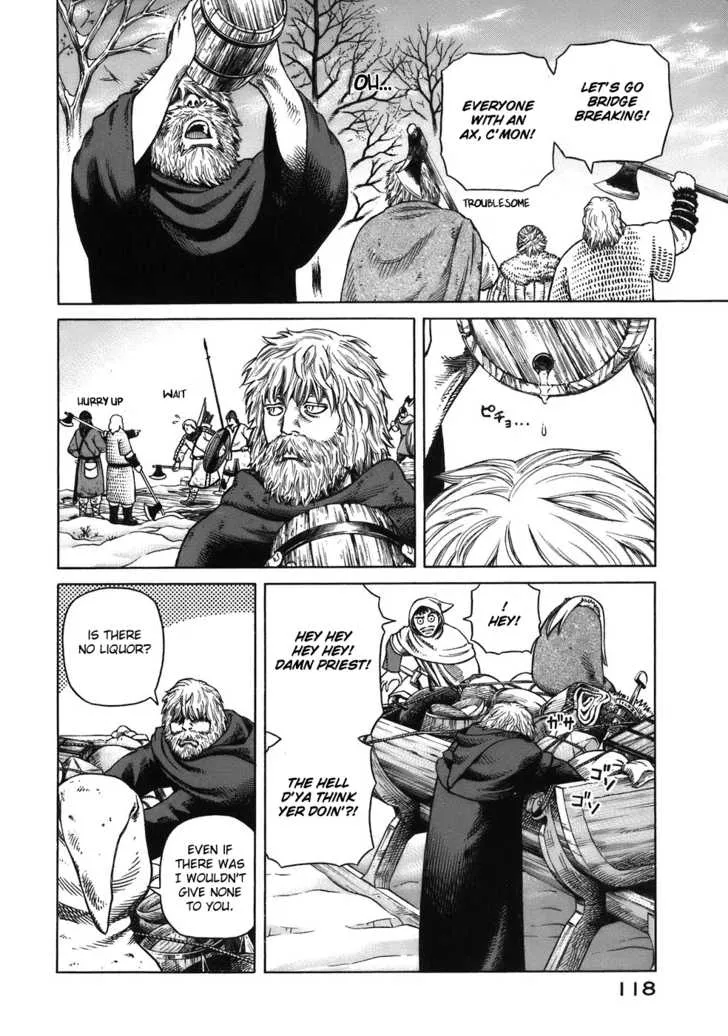 OH...
EVERYONE
WITH AN
AX, C'MON!
LET'S GO
BRIDGE
BREAKING!
TROUBLESOME
HURRY UP
WAIT
ピチョ...
IS THERE
NO LIQUOR?
EVEN IF
THERE WAS
I WOULDN'T
GIVE NONE
TO YOU.
HEY HEY
HEY HEY!
DAMN PRIEST!
!
HEY!
THE HELL
D'YA THINK
YER DOIN'?!
ガサ
ゴソ
ゴソ
118